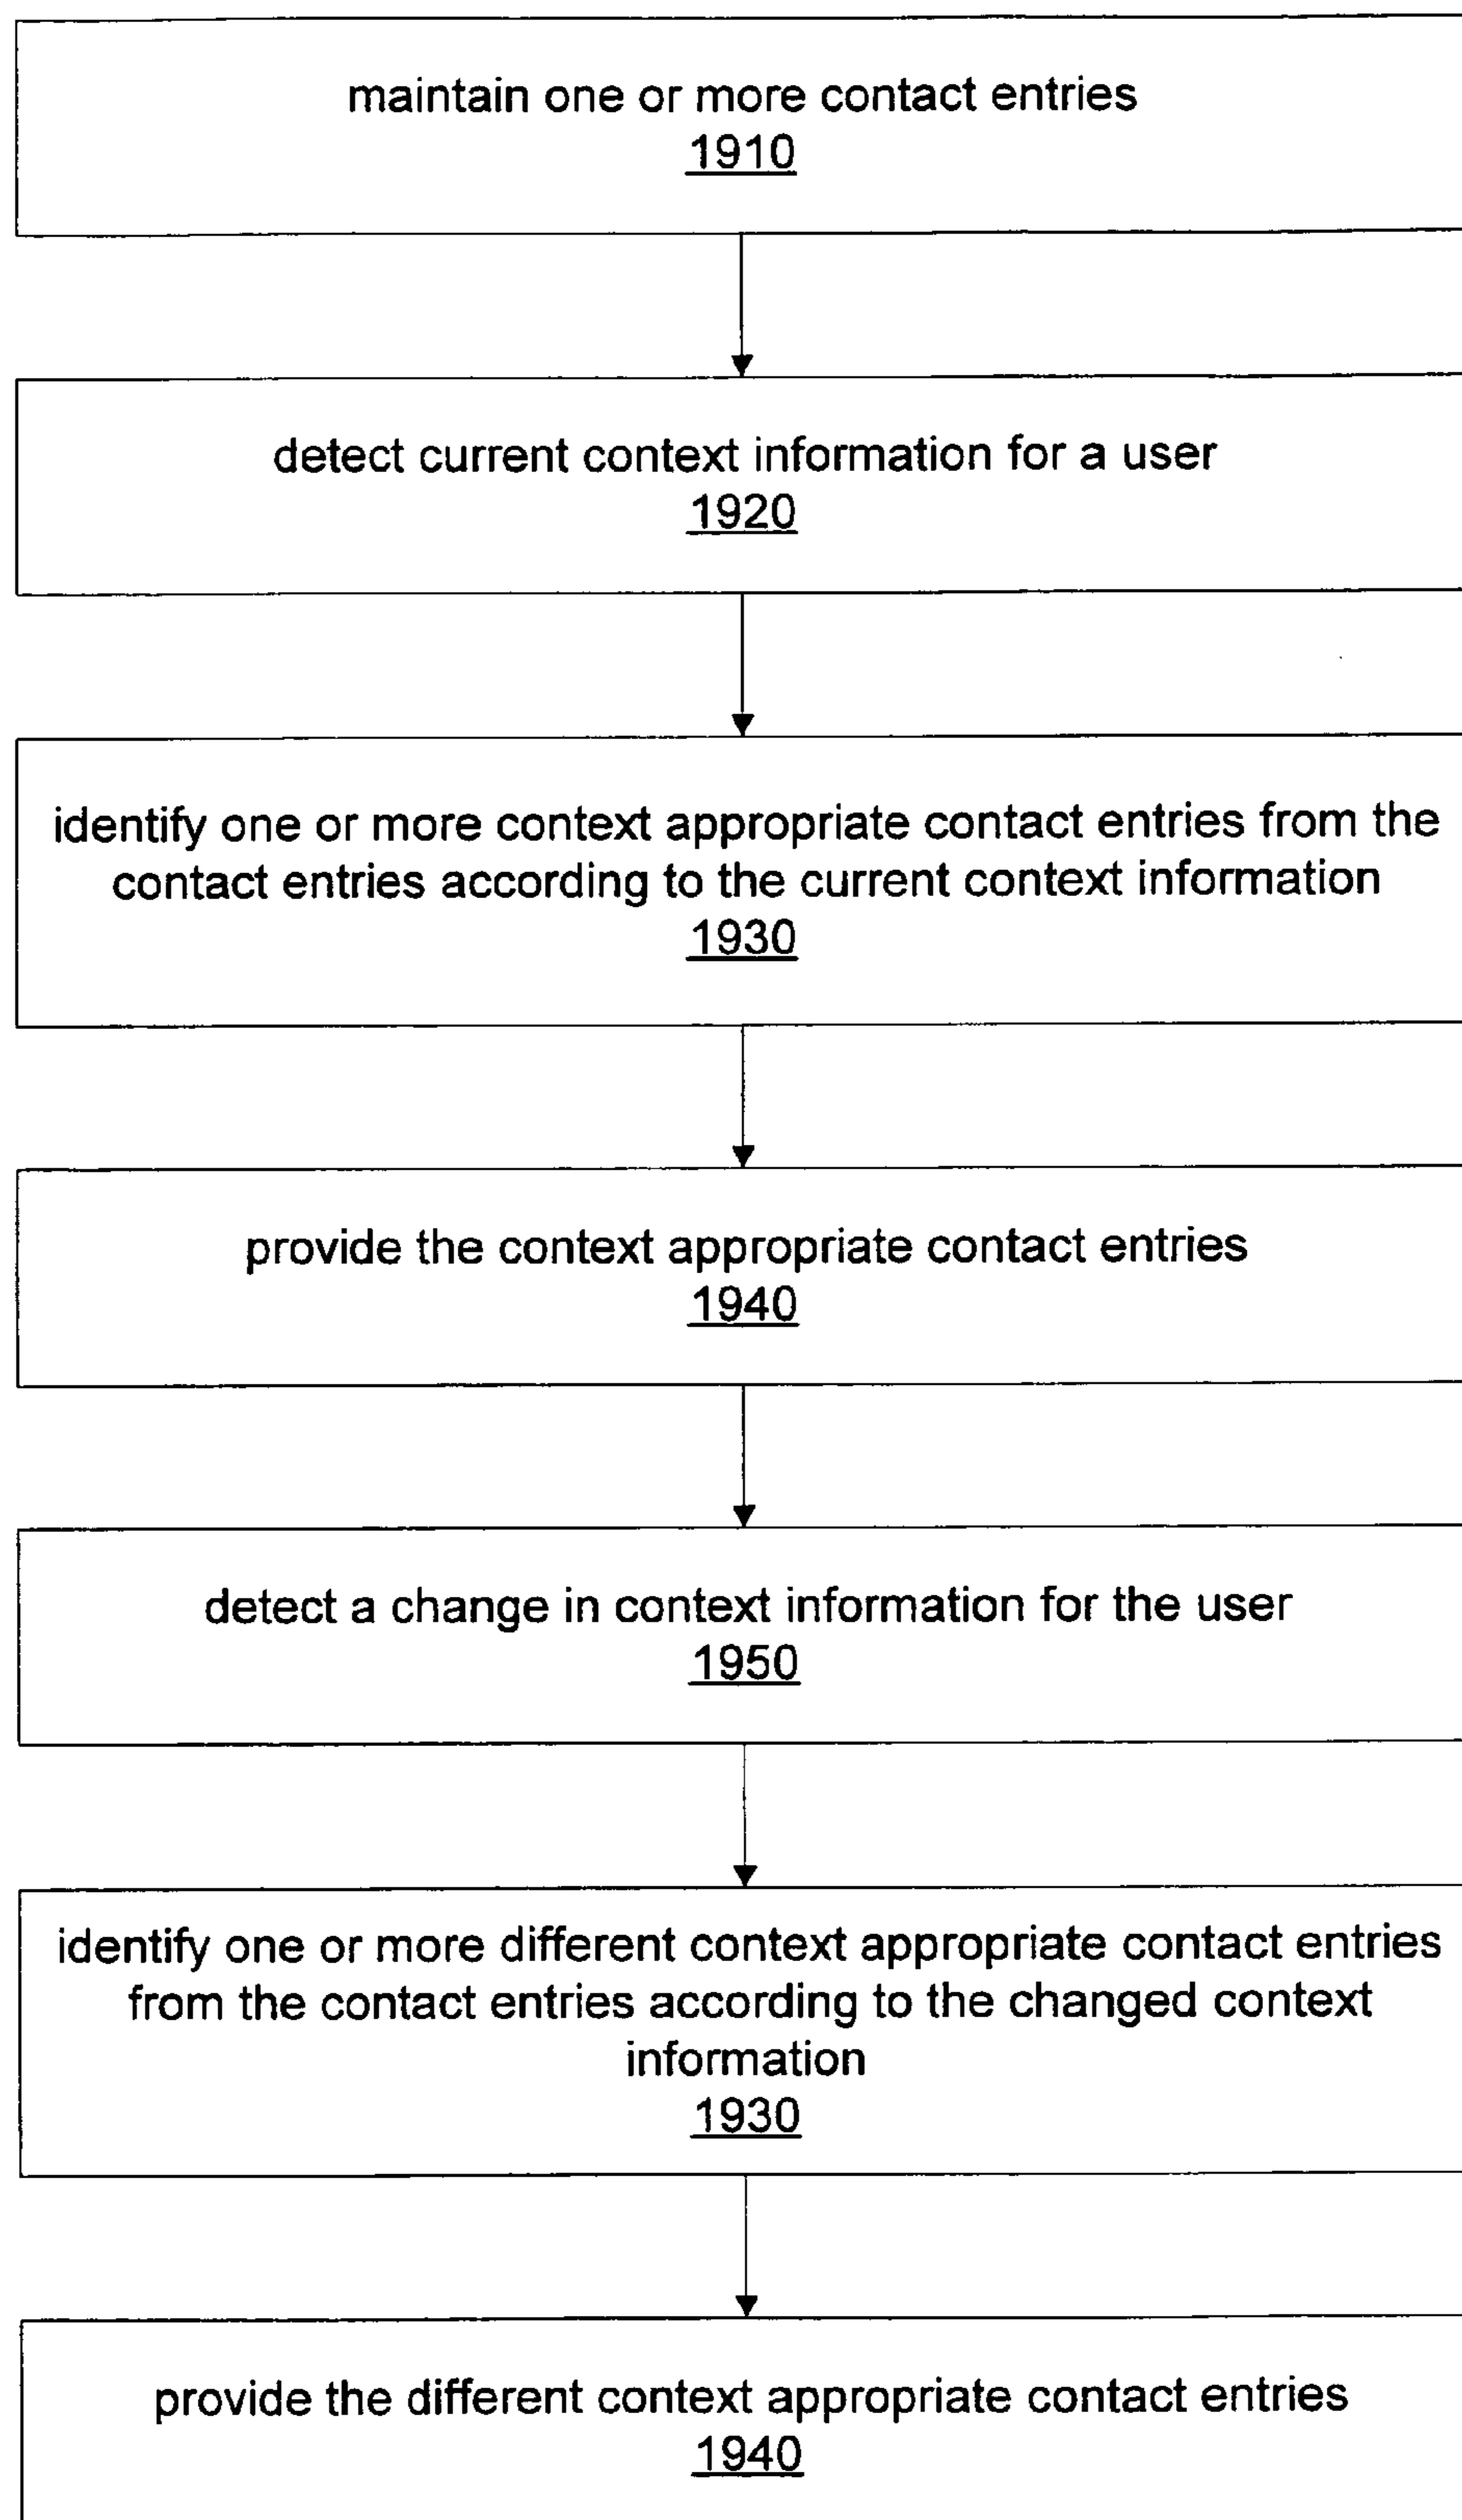 maintain one or more contact entries
1910
detect current context information for a user
1920
identify one or more context appropriate contact entries from the
contact entries according to the current context information
1930
provide the context appropriate contact entries
1940
detect a change in context information for the user
1950
identify one or more different context appropriate contact entries
from the contact entries according to the changed context
information
1930
provide the different context appropriate contact entries
1940